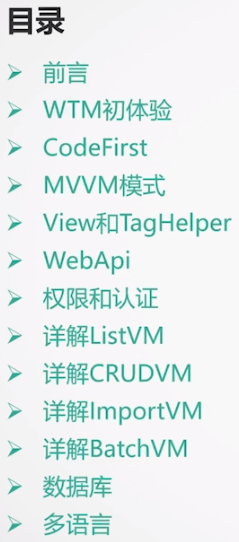 目录
前言
WTM初体验
CodeFirst
MVVM模式
View和TagHelper
WebApi
权限和认证
详解ListVM
详解CRUDVM
详解ImportVM
详解BatchVM
数据库
多语言